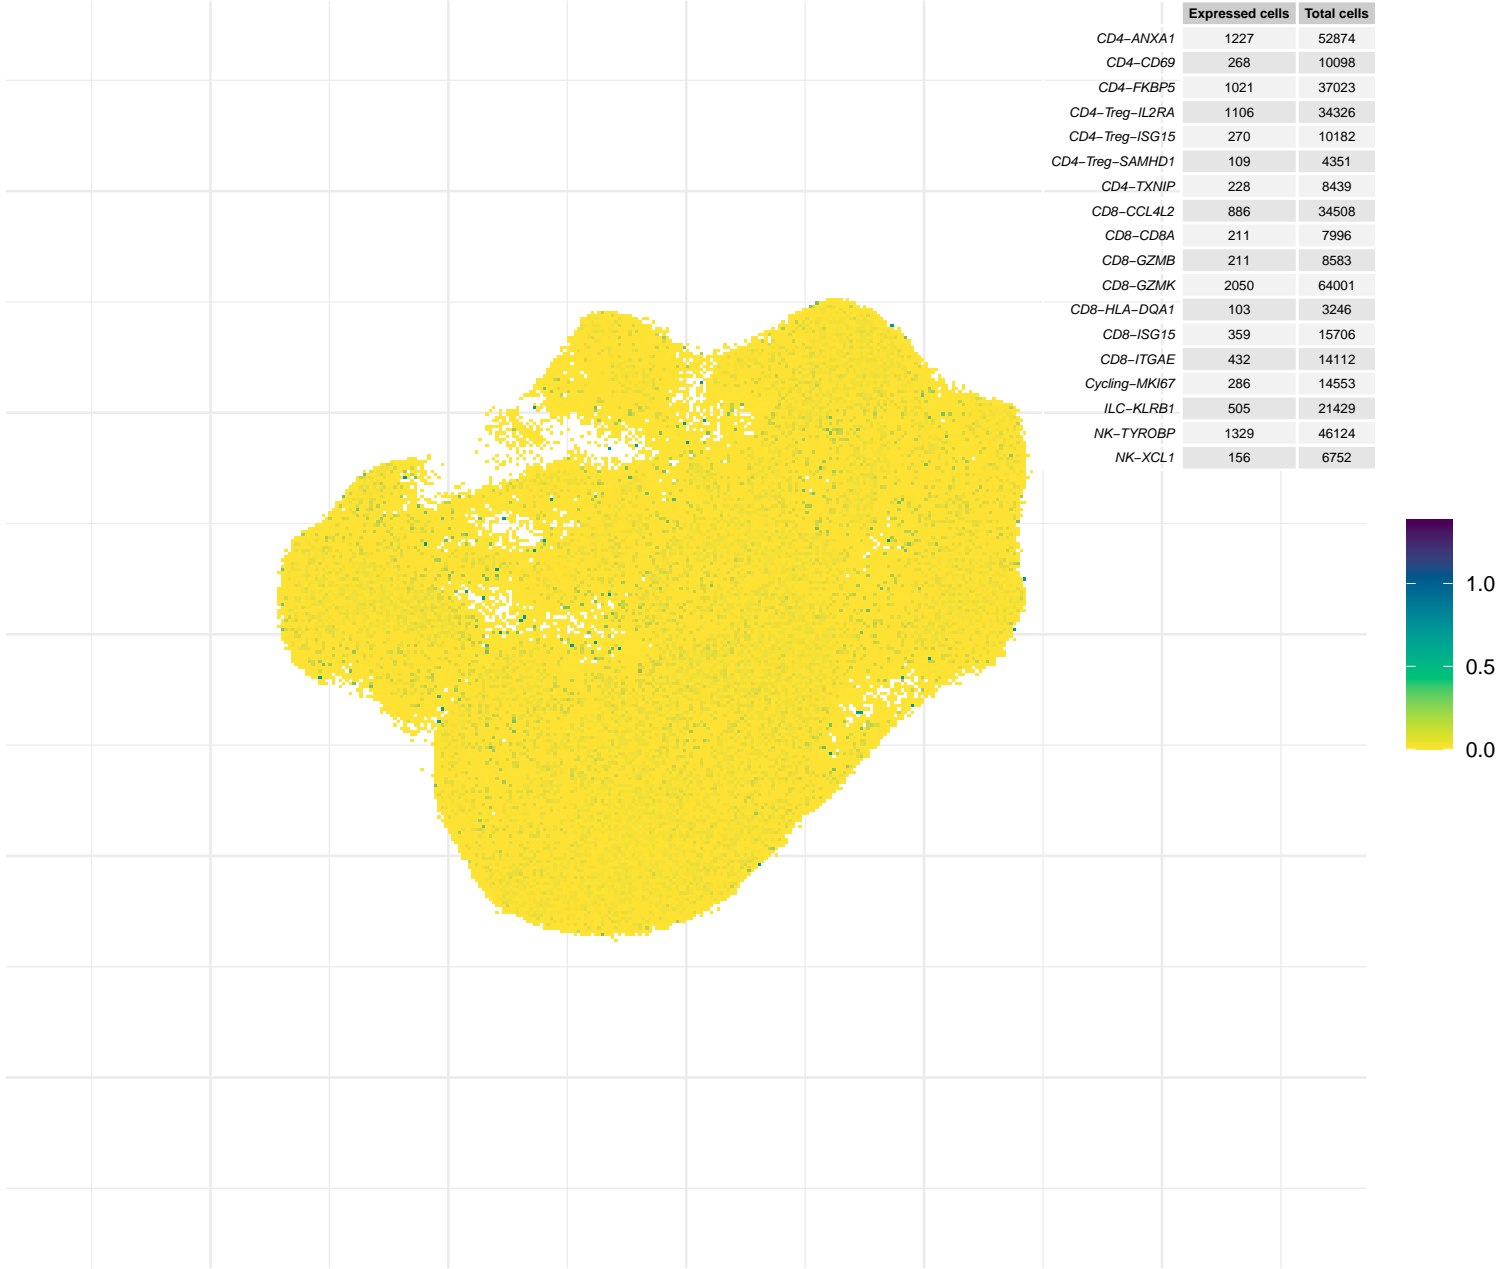 Expressed cells Total cells
CD4−ANXA1 1227 52874
CD4−CD69 268 10098
CD4−FKBP5 1021 37023
CD4−Treg−IL2RA 1106 34326
CD4−Treg−ISG15 270 10182
CD4−Treg−SAMHD1 109 4351
CD4−TXNIP 228 8439
CD8−CCL4L2 886 34508
CD8−CD8A 211 7996
CD8−GZMB 211 8583
CD8−GZMK 2050 64001
CD8−HLA−DQA1 103 3246
CD8−ISG15 359 15706
CD8−ITGAE 432 14112
Cycling−MKI67 286 14553
ILC−KLRB1 505 21429
NK−TYROBP 1329 46124
NK−XCL1 156 6752
1.0
0.5
0.0